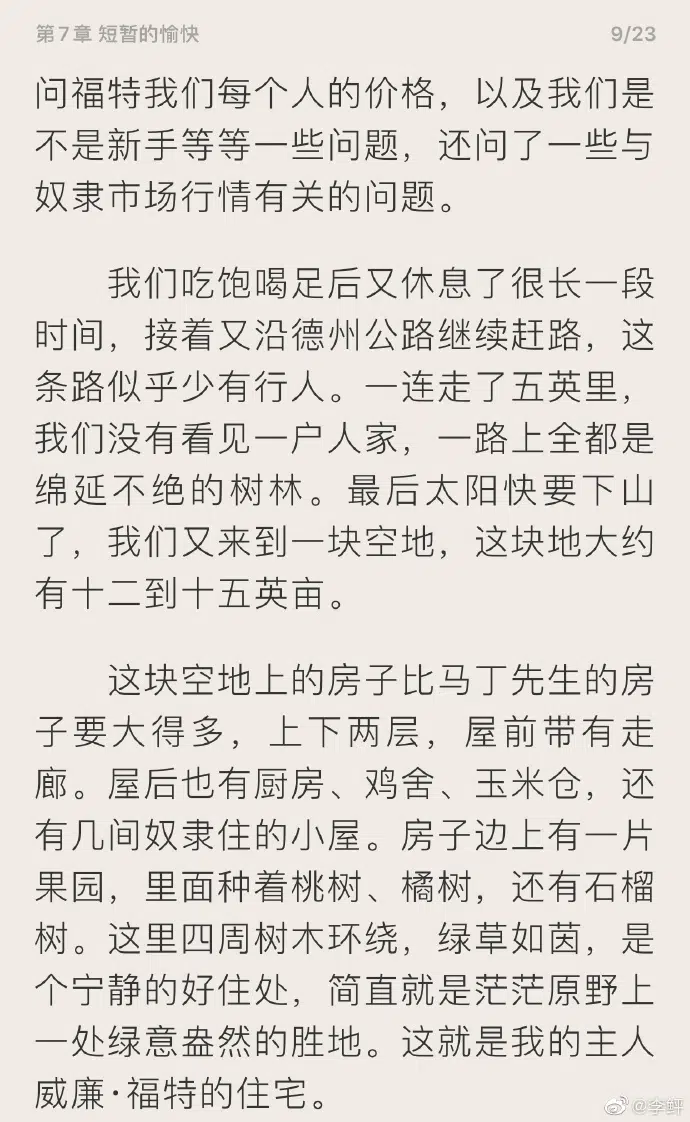 第7章 短暂的愉快
9/23
问福特我们每个人的价格，以及我们是
不是新手等等一些问题，还问了一些与
奴隶市场行情有关的问题。
我们吃饱喝足后又休息了很长一段
时间，接着又沿德州公路继续赶路，这
条路似乎少有行人。一连走了五英里，
我们没有看见一户人家，一路上全都是
绵延不绝的树林。最后太阳快要下山
了，我们又来到一块空地，这块地大约
有十二到十五英亩。
这块空地上的房子比马丁先生的房
子要大得多，上下两层，屋前带有走
廊。屋后也有厨房、鸡舍、玉米仓，还
有几间奴隶住的小屋。房子边上有一片
果园，里面种着桃树、橘树，还有石榴
树。这里四周树木环绕，绿草如茵，是
个宁静的好住处，简直就是茫茫原野上
一处绿意盎然的胜地。这就是我的主人
威廉·福特的住宅。
@李鲆